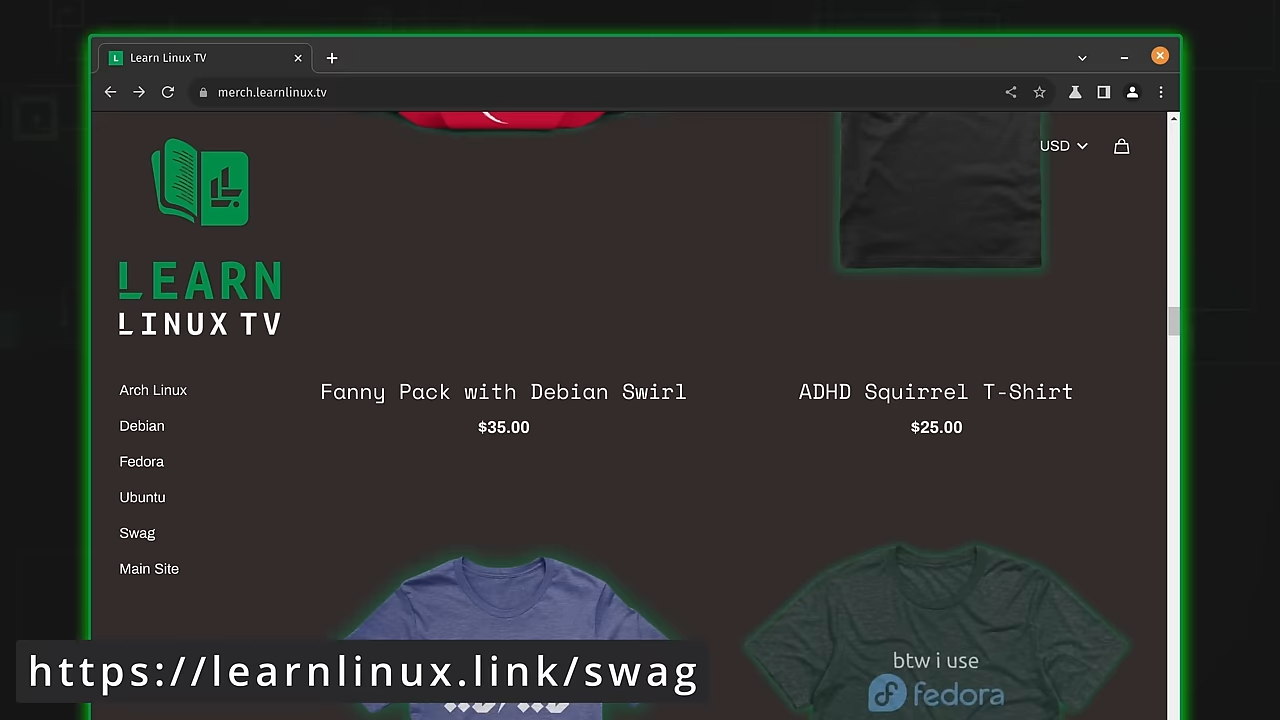 L Learn Linux TV
merch.learnlinux.tv
USD
LEARN
LINUX TV
Arch Linux
Debian
Fedora
Ubuntu
Swag
Main Site
Fanny Pack with Debian Swirl
$35.00
ADHD Squirrel T-Shirt
$25.00
btw i use
fedora
https://learnlinux.link/swag